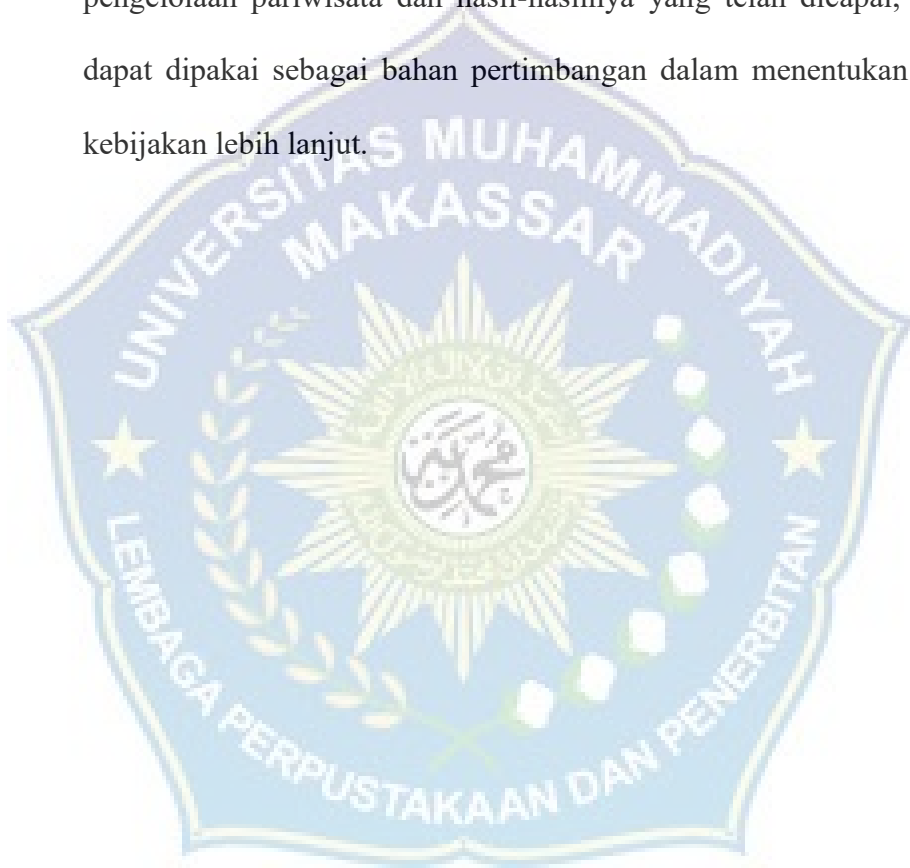 pengelolaan pariwisata dan hasil-hasilnya yang telah dicapai,
dapat dipakai sebagai bahan pertimbangan dalam menentukan
kebijakan lebih lanjut.
UNIVERSITAS MUHAMMADIYAH
MAKASSAR
LEMBAGA PERPUSTAKAAN DAN PENERBITAN